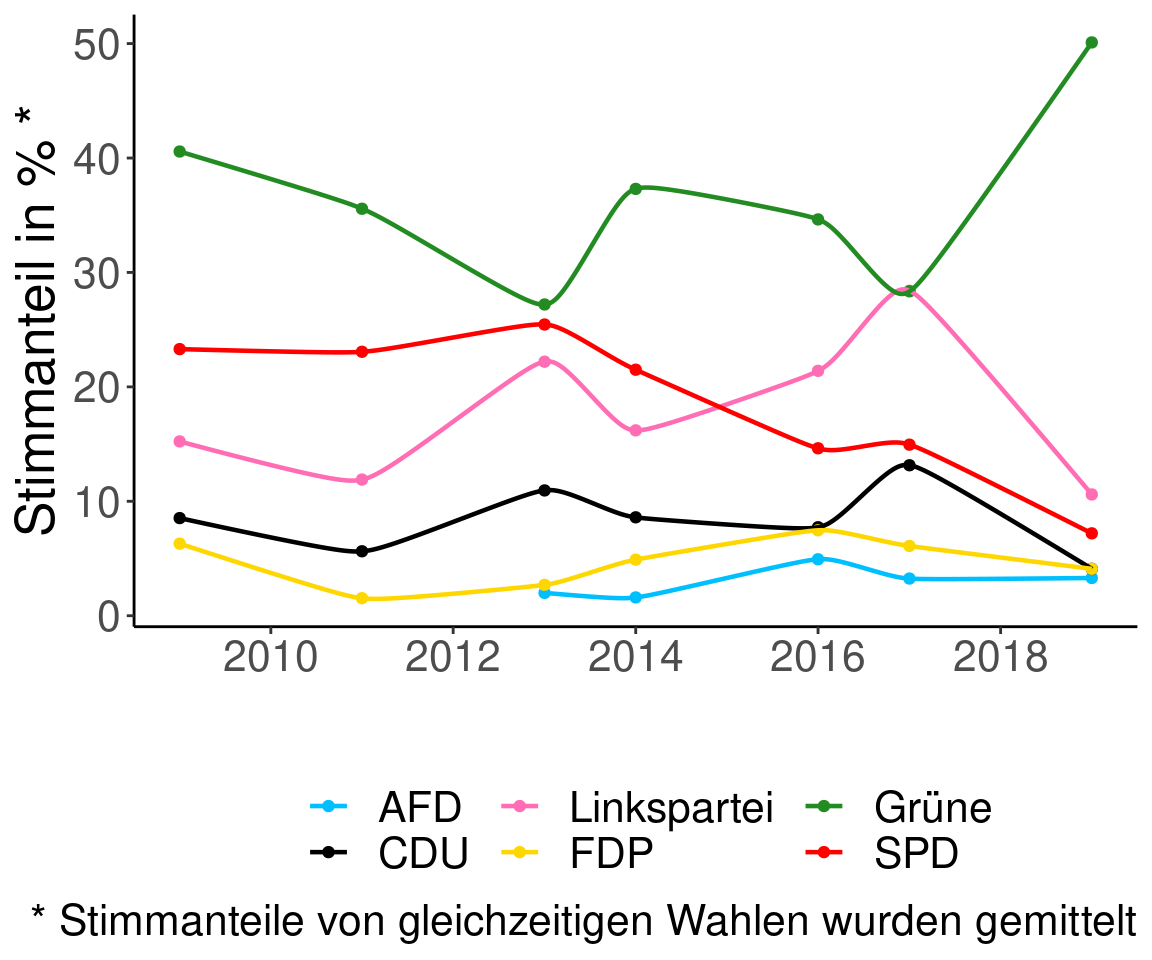 Stimmanteil in % *
50
40
30
20
10
0
2010 2012 2014 2016 2018
AFD Linkspartei Grüne
CDU FDP SPD
* Stimmanteile von gleichzeitigen Wahlen wurden gemittelt